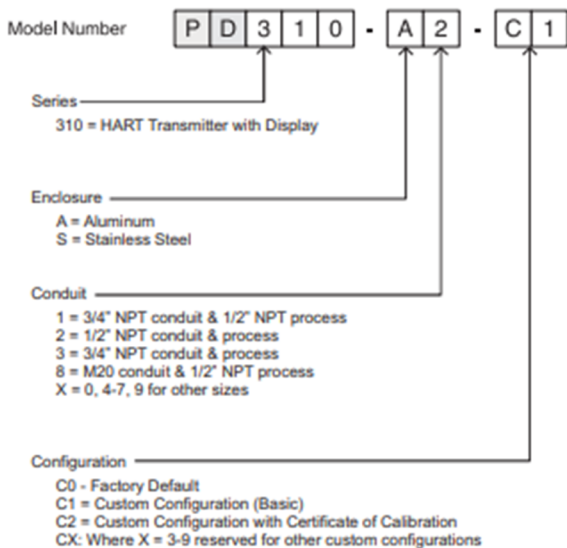 Model Number P D 3 1 0 - A 2 - C 1
Series
310 = HART Transmitter with Display
Enclosure
A = Aluminum
S = Stainless Steel
Conduit
1 = 3/4" NPT conduit & 1/2" NPT process
2 = 1/2" NPT conduit & process
3 = 3/4" NPT conduit & process
8 = M20 conduit & 1/2" NPT process
X = 0, 4-7, 9 for other sizes
Configuration
C0 - Factory Default
C1 = Custom Configuration (Basic)
C2 = Custom Configuration with Certificate of Calibration
CX: Where X = 3-9 reserved for other custom configurations